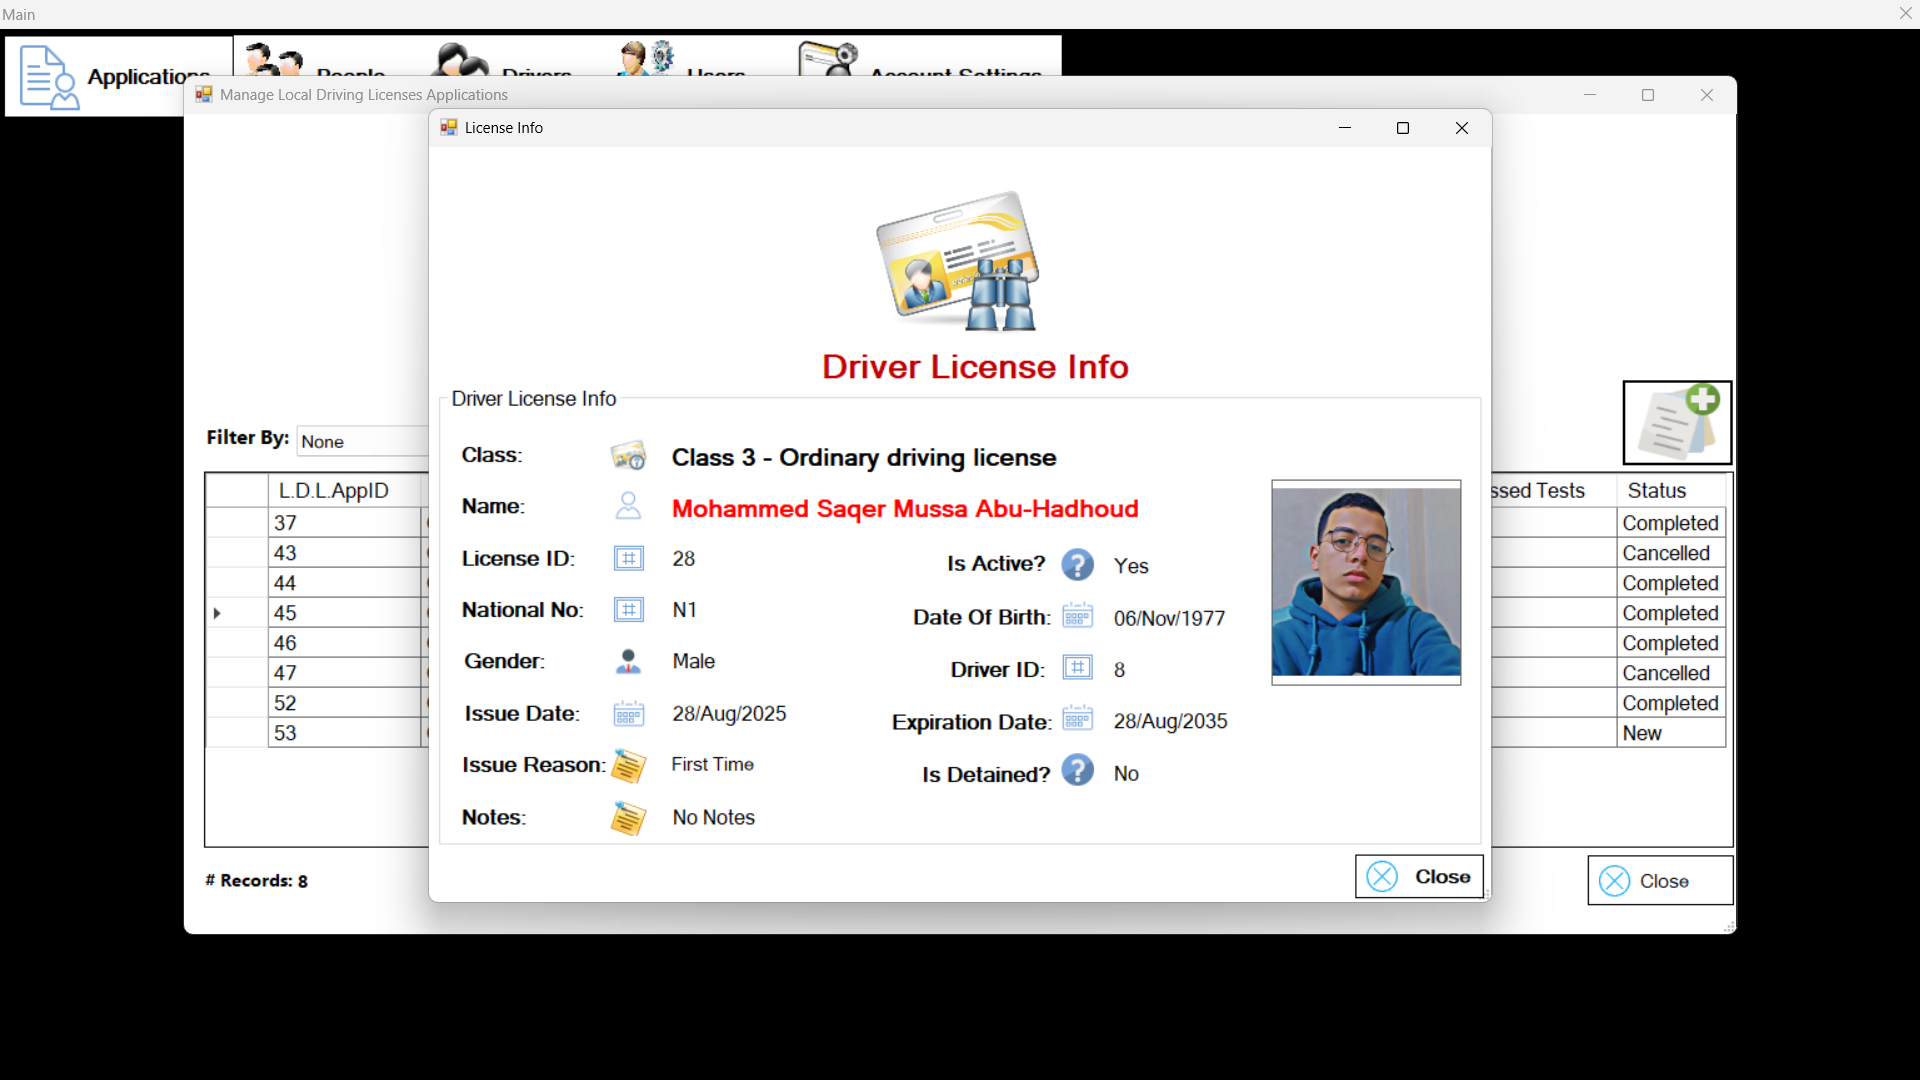 Main
Applications People Drivers Users Account Settings
Manage Local Driving Licenses Applications
License Info
Driver License Info
Driver License Info
Class: Class 3 - Ordinary driving license
Name: Mohammed Saqer Mussa Abu-Hadhoud
License ID: 28
Is Active? Yes
National No: N1
Date Of Birth: 06/Nov/1977
Gender: Male
Driver ID: 8
Issue Date: 28/Aug/2025
Expiration Date: 28/Aug/2035
Issue Reason: First Time
Is Detained? No
Notes: No Notes
Close
Filter By: None
L.D.L.AppID ssed Tests Status
37 Completed
43 Cancelled
44 Completed
45 Completed
46 Completed
47 Cancelled
52 Completed
53 New
# Records: 8
Close